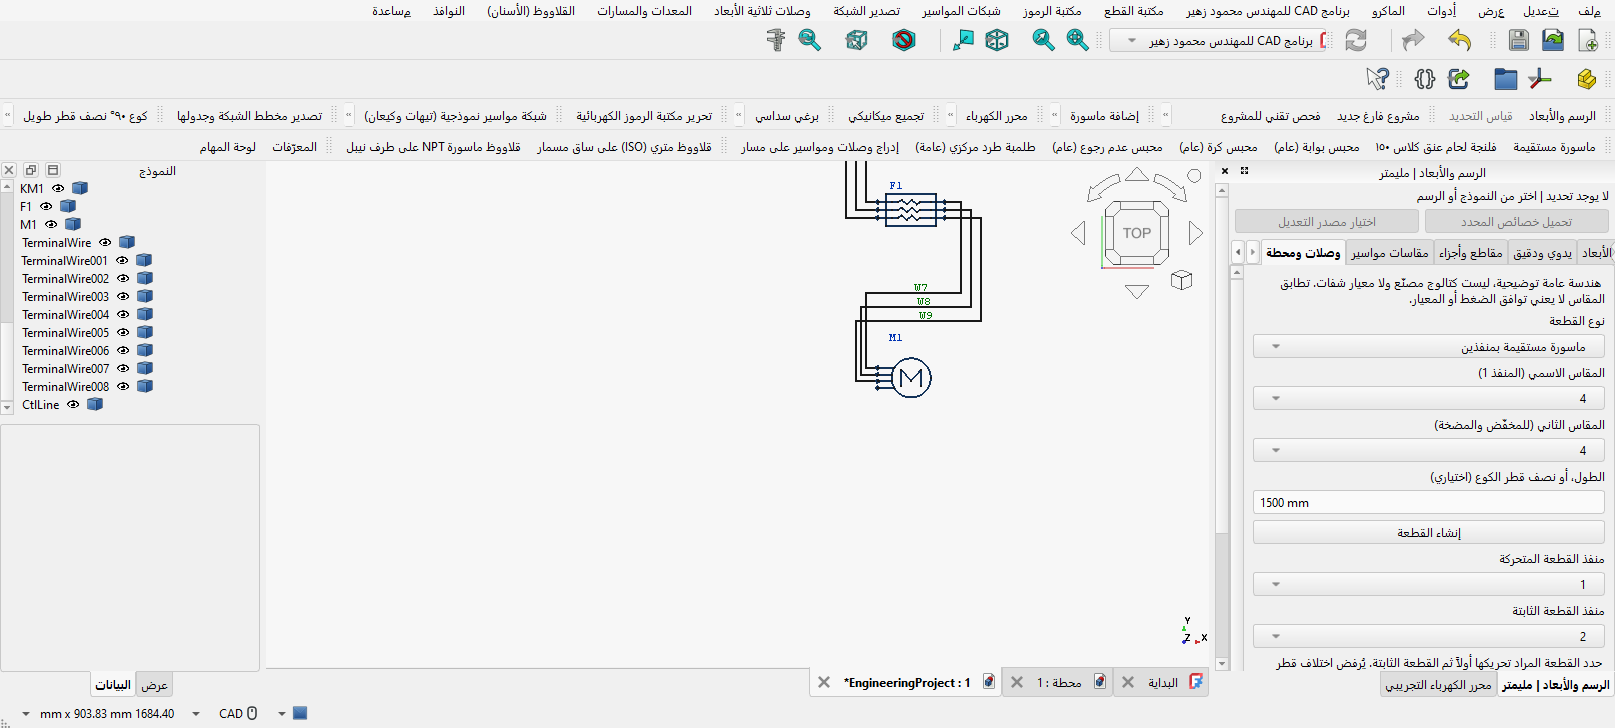 ملف تعديل عرض أدوات الماكرو برنامج CAD للمهندس محمود زهير مكتبة القطع مكتبة الرموز شبكات المواسير تصدير الشبكة وصلات ثلاثية الأبعاد المعدات والمسارات القلاووظ (الأسنان) النوافذ مساعدة
برنامج CAD للمهندس محمود زهير
الرسم والأبعاد قياس التحديد مشروع فارغ جديد فحص تقني للمشروع « إضافة ماسورة « محرر الكهرباء « تجميع ميكانيكي « برغي سداسي « تحرير مكتبة الرموز الكهربائية شبكة مواسير نموذجية (تيهات وكيعان) « تصدير مخطط الشبكة وجدولها كوع ٩٠° نصف قطر طويل «
ماسورة مستقيمة فلنجة لحام عنق كلاس ١٥٠ محبس بوابة (عام) محبس كرة (عام) محبس عدم رجوع (عام) طلمبة طرد مركزي (عامة) إدراج وصلات ومواسير على مسار قلاووظ متري (ISO) على ساق مسمار قلاووظ ماسورة NPT على طرف نيبل المعرّفات لوحة المهام
الرسم والأبعاد | مليمتر
لا يوجد تحديد | اختر من النموذج أو الرسم
تحميل خصائص المحدد اختيار مصدر التعديل
الأبعاد يدوي ودقيق مقاطع وأجزاء مقاسات مواسير وصلات ومحطة
هندسة عامة توضيحية، ليست كتالوج مصنّع ولا معيار شفات. تطابق
المقاس لا يعني توافق الضغط أو المعيار.
نوع القطعة
ماسورة مستقيمة بمنفذين
المقاس الاسمي (المنفذ 1)
4
المقاس الثاني (للمخفّض والمضخة)
4
الطول، أو نصف قطر الكوع (اختياري)
1500 mm
إنشاء القطعة
منفذ القطعة المتحركة
1
منفذ القطعة الثابتة
2
حدد القطعة المراد تحريكها أولاً ثم القطعة الثابتة. يُرفض اختلاف قطر
الرسم والأبعاد | مليمتر محرر الكهرباء التجريبي
TOP
F1
W7
W8
W9
M1
M
Y
Z X
البداية محطة : 1 EngineeringProject : 1*
النموذج
KM1
F1
M1
TerminalWire
TerminalWire001
TerminalWire002
TerminalWire003
TerminalWire004
TerminalWire005
TerminalWire006
TerminalWire007
TerminalWire008
CtlLine
عرض البيانات
mm x 903.83 mm 1684.40 CAD